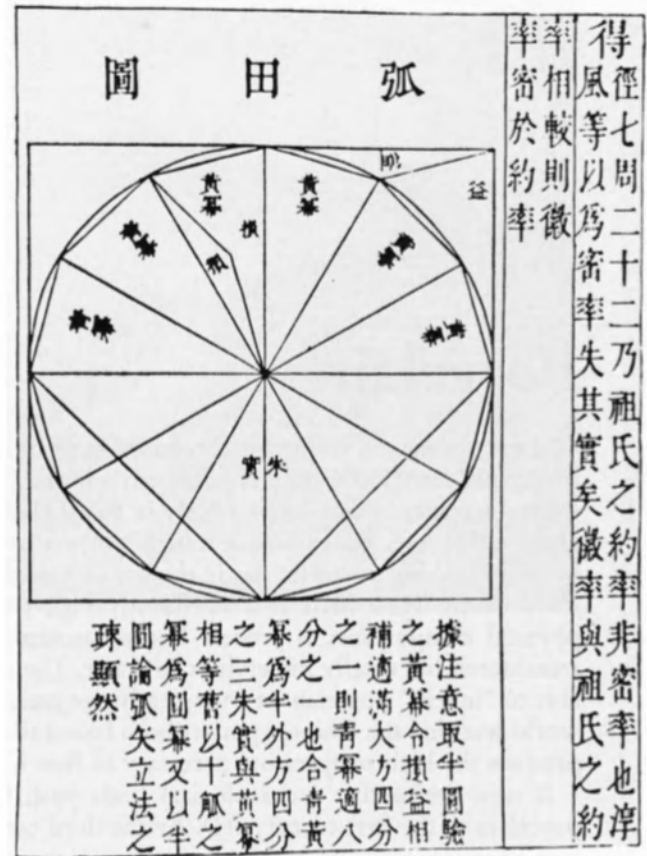 得徑七周二十二乃祖氏之約率非密率也淳
風等以爲密率失其實矣徽率與祖氏之約
率相較則徽
率密於約率
弧田圖
益
黃冪
黃冪
損
朱實
據注意取半圓驗
之黃冪合損益相
補適滿大方四分
之一則靑冪適八
分之一也合靑黃
冪爲半外方四分
之三朱實與黃冪
相等舊以一觚之
冪爲圓冪又以半
圓論弧矢立法之
疎顯然